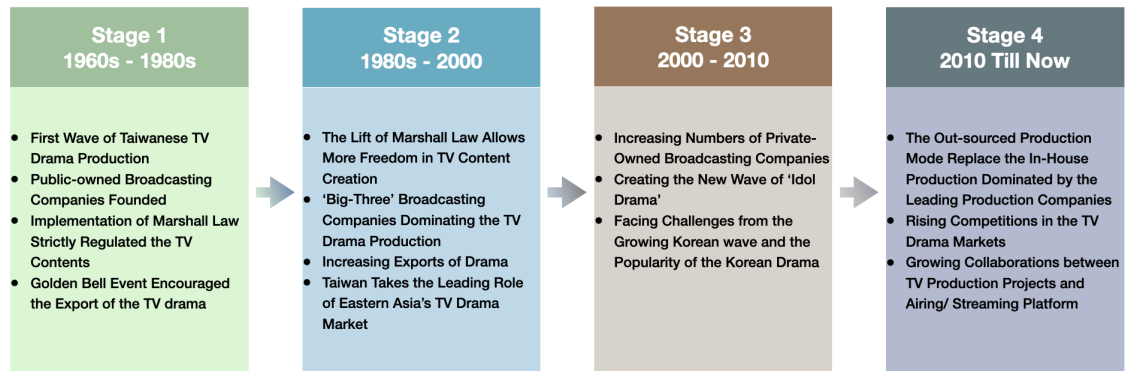 Stage 1
1960s - 1980s
● First Wave of Taiwanese TV
Drama Production
● Public-owned Broadcasting
Companies Founded
● Implementation of Marshall Law
Strictly Regulated the TV
Contents
● Golden Bell Event Encouraged
the Export of the TV drama
Stage 2
1980s - 2000
● The Lift of Marshall Law Allows
More Freedom in TV Content
Creation
● ‘Big-Three’ Broadcasting
Companies Dominating the TV
Drama Production
● Increasing Exports of Drama
● Taiwan Takes the Leading Role
of Eastern Asia’s TV Drama
Market
Stage 3
2000 - 2010
● Increasing Numbers of Private-
Owned Broadcasting Companies
● Creating the New Wave of ‘Idol
Drama’
● Facing Challenges from the
Growing Korean wave and the
Popularity of the Korean Drama
Stage 4
2010 Till Now
● The Out-sourced Production
Mode Replace the In-House
Production Dominated by the
Leading Production Companies
● Rising Competitions in the TV
Drama Markets
● Growing Collaborations between
TV Production Projects and
Airing/ Streaming Platform